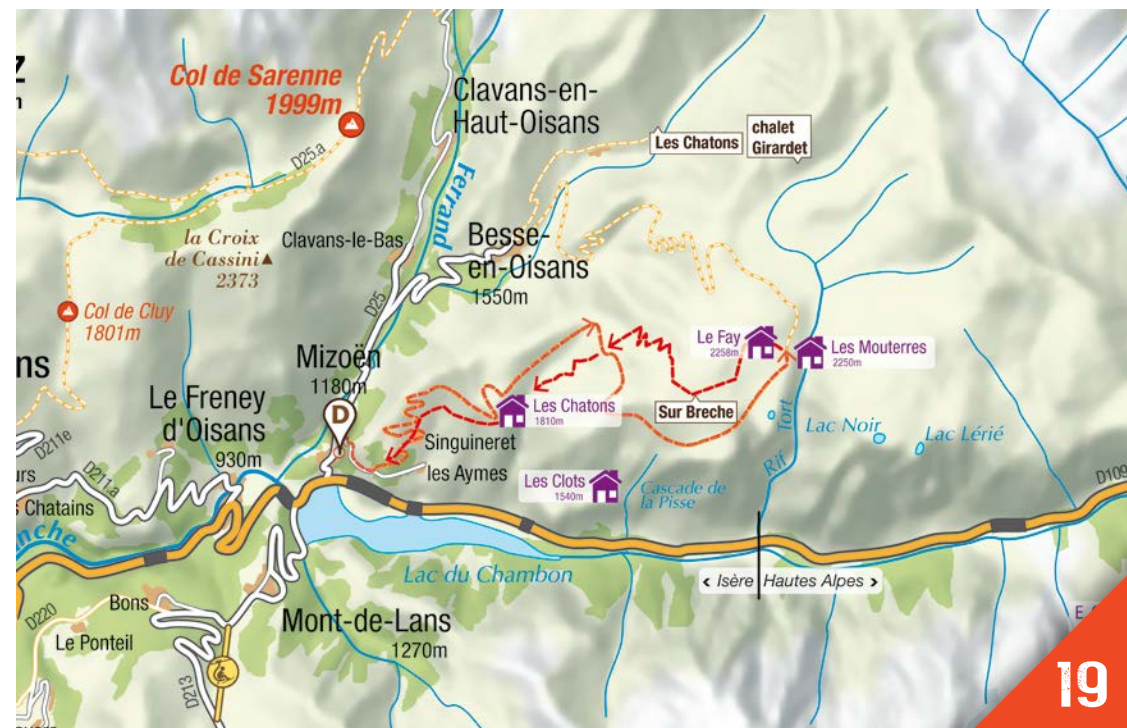 Col de Sarenne
1999m
Clavans-en-
Haut-Oisans
Les Chatons
chalet
Girardet
D25.a
Ferrand
la Croix
de Cassini
2373
Clavans-le-Bas
Besse-
en-Oisans
1550m
Col de Cluy
1801m
D25
ns
Mizoën
1180m
D
Le Fay
2258m
Les Mouterres
2250m
Le Freney
d'Oisans
930m
Les Chatons
1810m
Sur Breche
Singuineret
les Aymes
Lac Noir
Lac Lérié
Rif Tort
D211e
D211.a
urs
Chatains
Les Clots
1540m
Cascade de
la Pisse
D109
nche
Lac du Chambon
< Isère
Hautes Alpes >
Bons
D220
Le Ponteil
Mont-de-Lans
1270m
D213
19